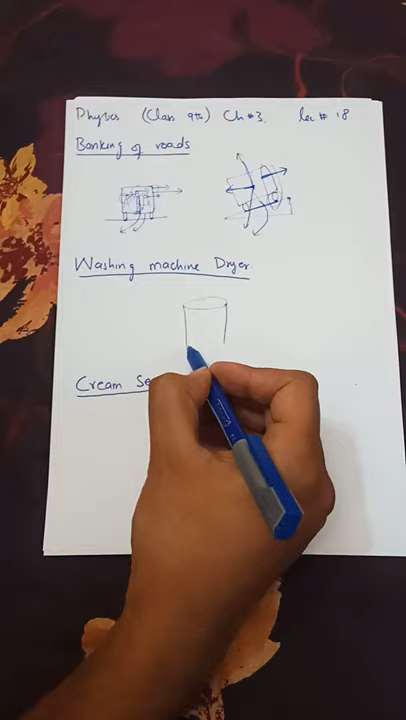 Physics (Class 9th) Ch #3. lec # 18
Banking of roads
Washing machine Dryer.
Cream Se